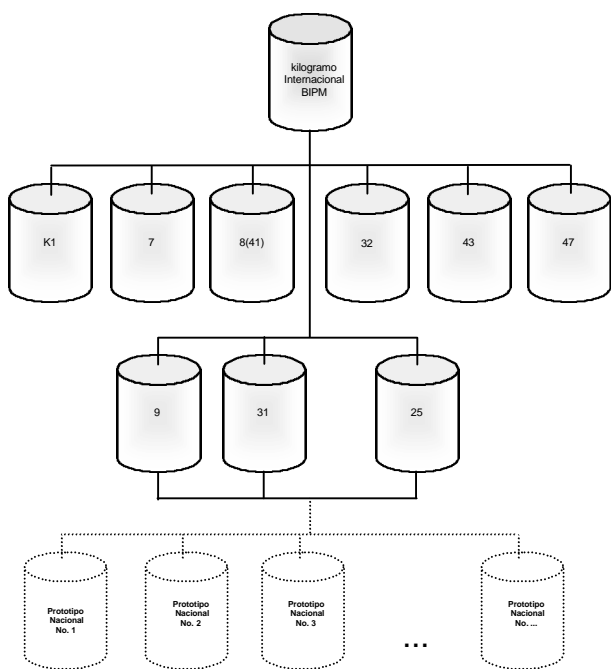 kilogramo
Internacional
BIPM
K1
7
8(41)
32
43
47
9
31
25
Prototipo
Nacional
No. 1
Prototipo
Nacional
No. 2
Prototipo
Nacional
No. 3
...
Prototipo
Nacional
No. ...